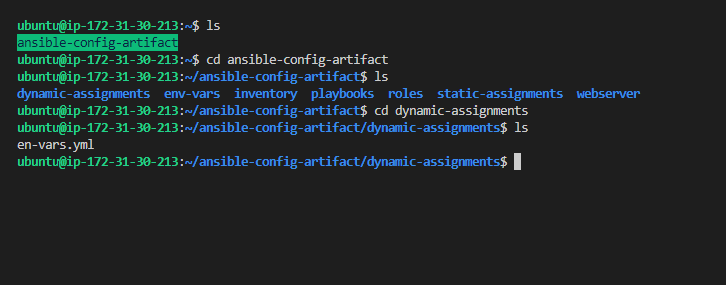 ubuntu@ip-172-31-30-213:~$ ls
ansible-config-artifact
ubuntu@ip-172-31-30-213:~$ cd ansible-config-artifact
ubuntu@ip-172-31-30-213:~/ansible-config-artifact$ ls
dynamic-assignments  env-vars  inventory  playbooks  roles  static-assignments  webserver
ubuntu@ip-172-31-30-213:~/ansible-config-artifact$ cd dynamic-assignments
ubuntu@ip-172-31-30-213:~/ansible-config-artifact/dynamic-assignments$ ls
en-vars.yml
ubuntu@ip-172-31-30-213:~/ansible-config-artifact/dynamic-assignments$